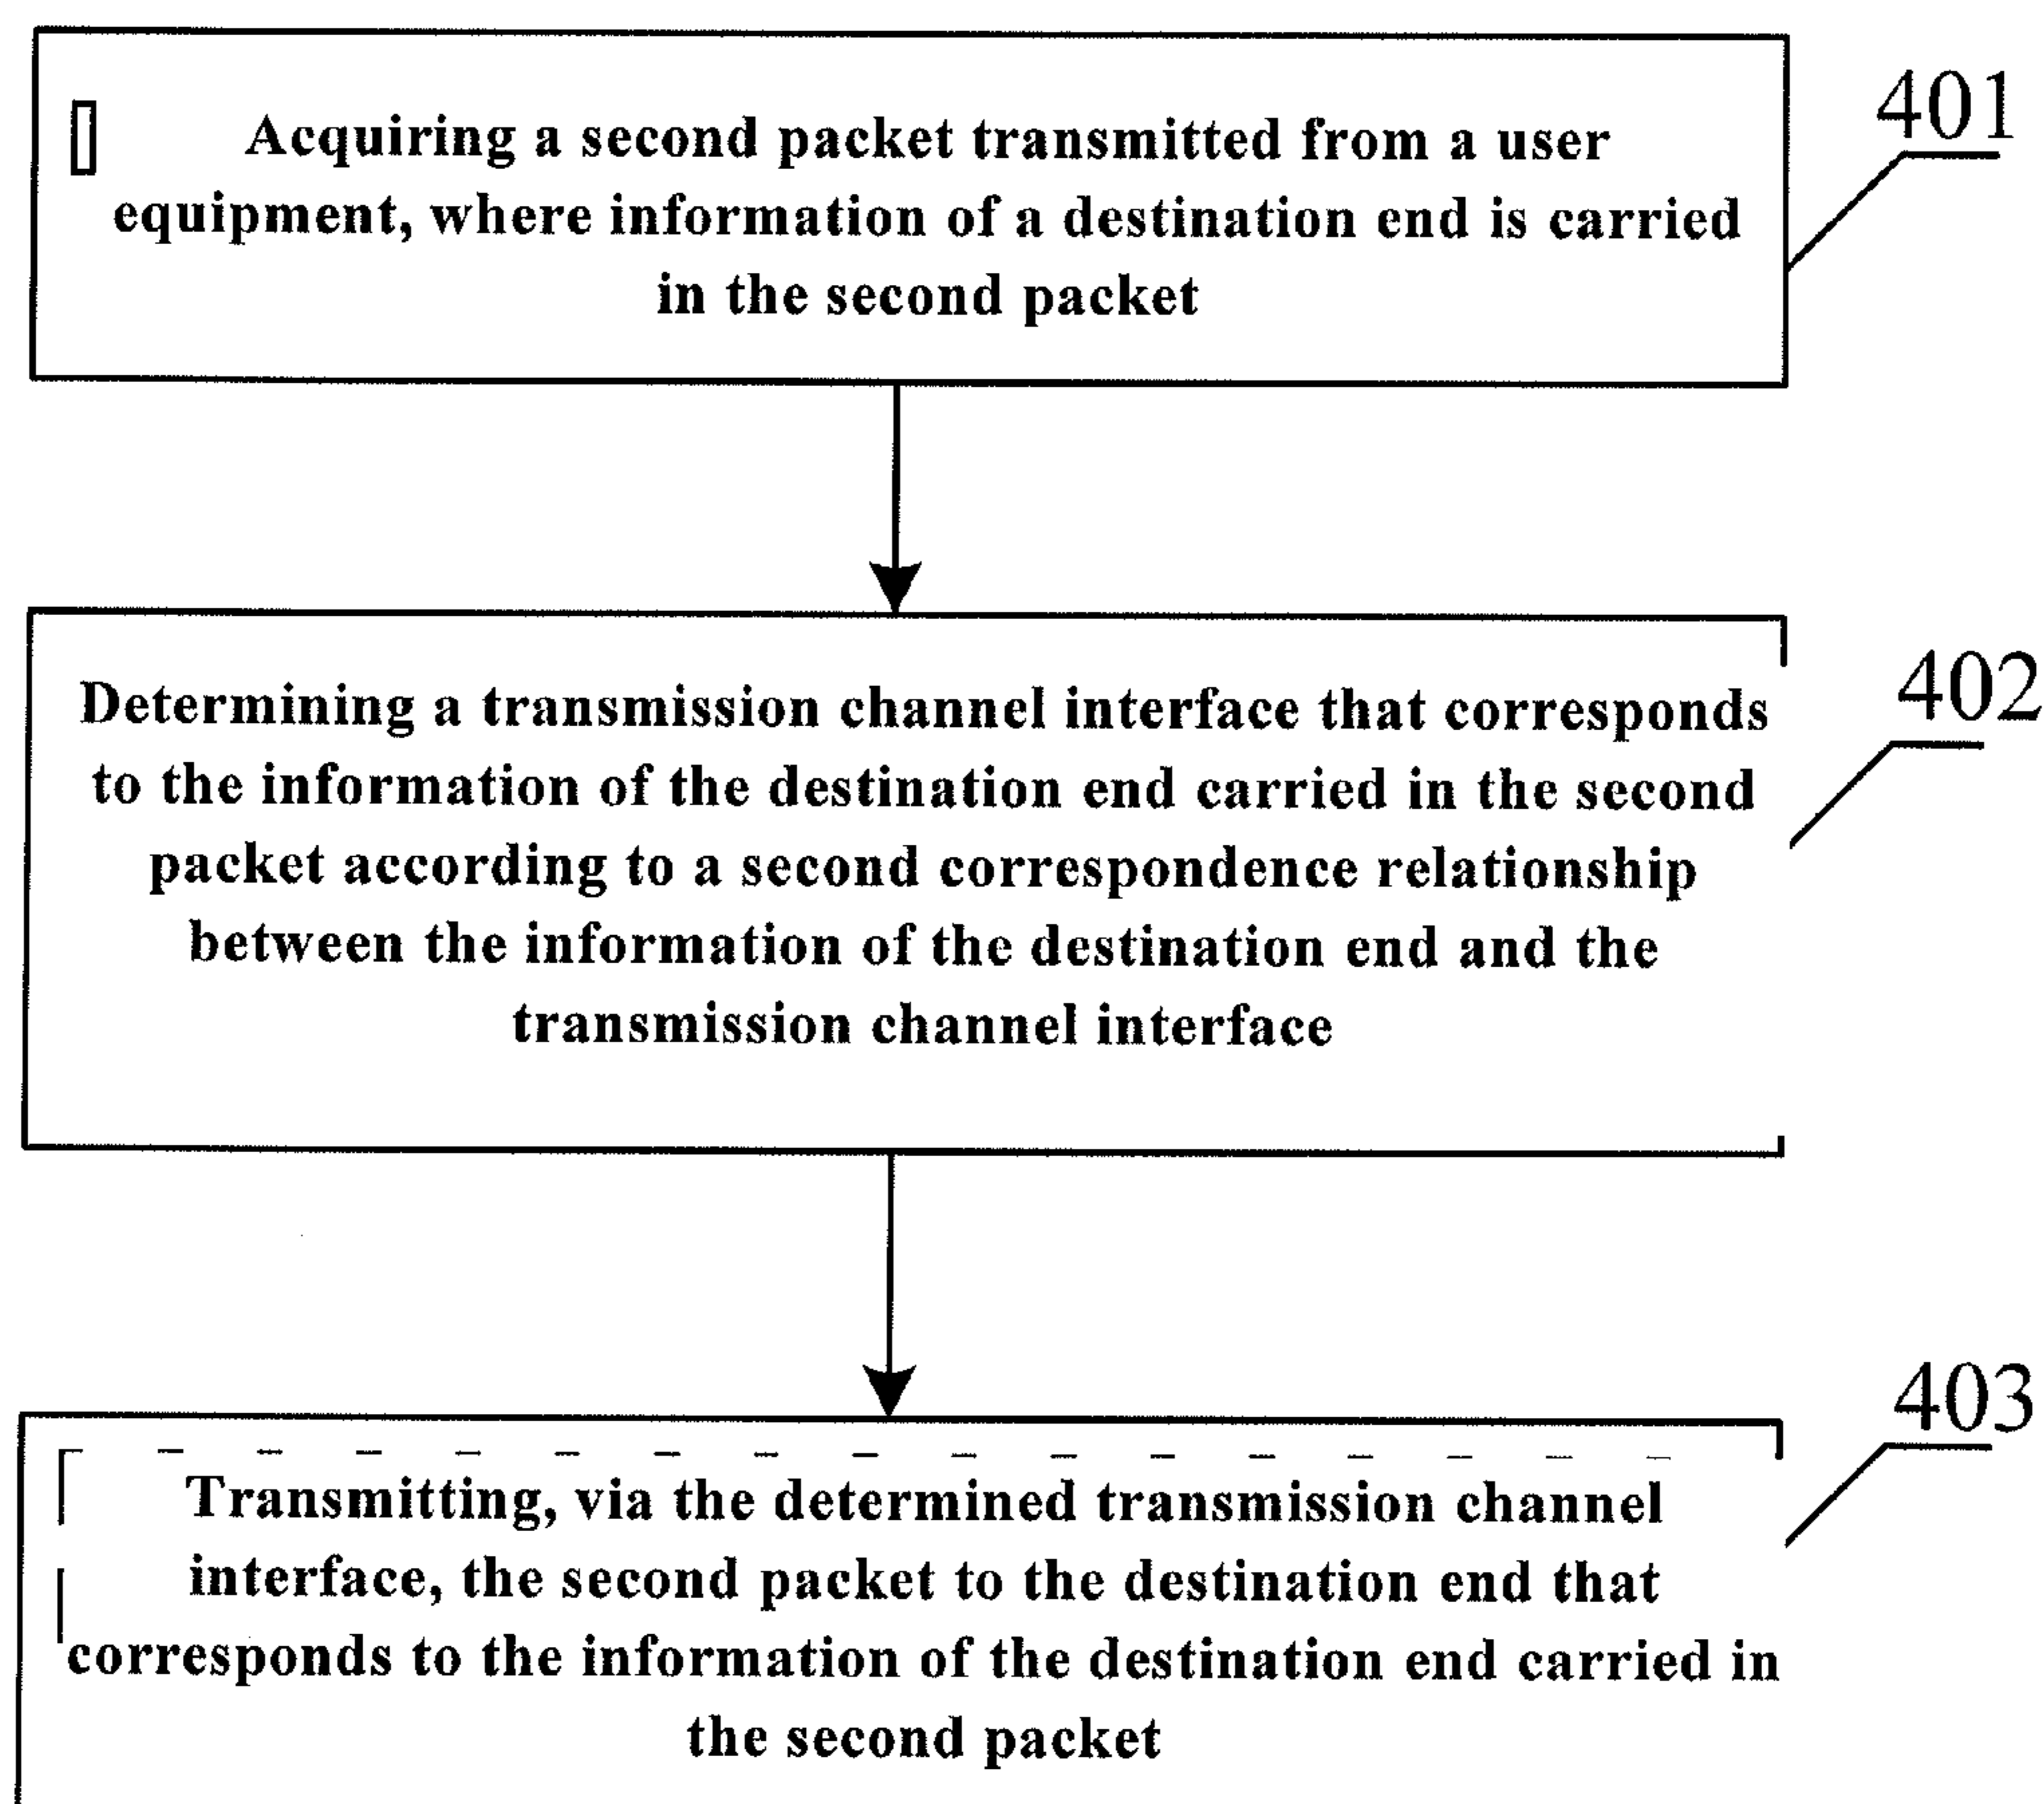 Acquiring a second packet transmitted from a user
equipment, where information of a destination end is carried
in the second packet
401
Determining a transmission channel interface that corresponds
to the information of the destination end carried in the second
packet according to a second correspondence relationship
between the information of the destination end and the
transmission channel interface
402
Transmitting, via the determined transmission channel
interface, the second packet to the destination end that
corresponds to the information of the destination end carried in
the second packet
403